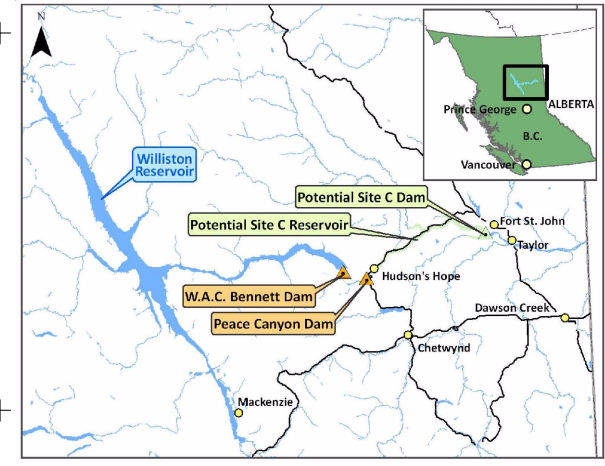 N
ALBERTA
Prince George
B.C.
Vancouver
Williston
Reservoir
Potential Site C Dam
Potential Site C Reservoir
Fort St. John
Taylor
Hudson's Hope
W.A.C. Bennett Dam
Peace Canyon Dam
Dawson Creek
Chetwynd
Mackenzie